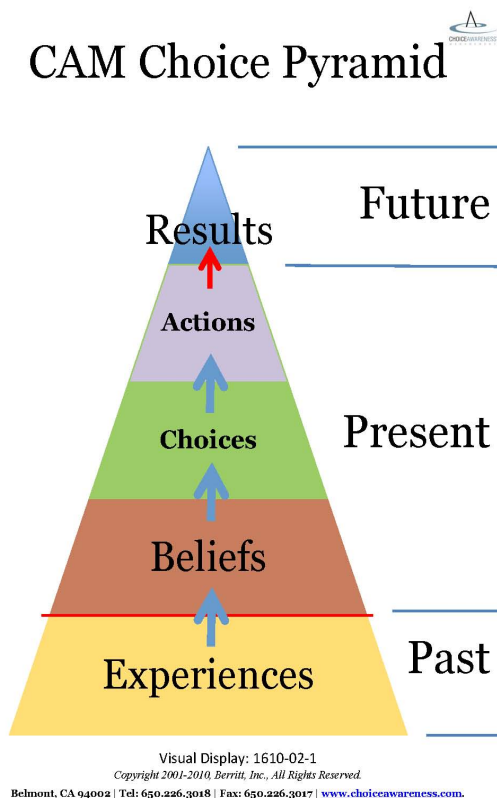 CHOICEAWARENESS
CAM Choice Pyramid
Future
Results
Actions
Present
Choices
Beliefs
Past
Experiences
Visual Display: 1610-02-1
Copyright 2001-2010, Berritt, Inc., All Rights Reserved.
Belmont, CA 94002 | Tel: 650.226.3018 | Fax: 650.226.3017 | www.choiceawareness.com.